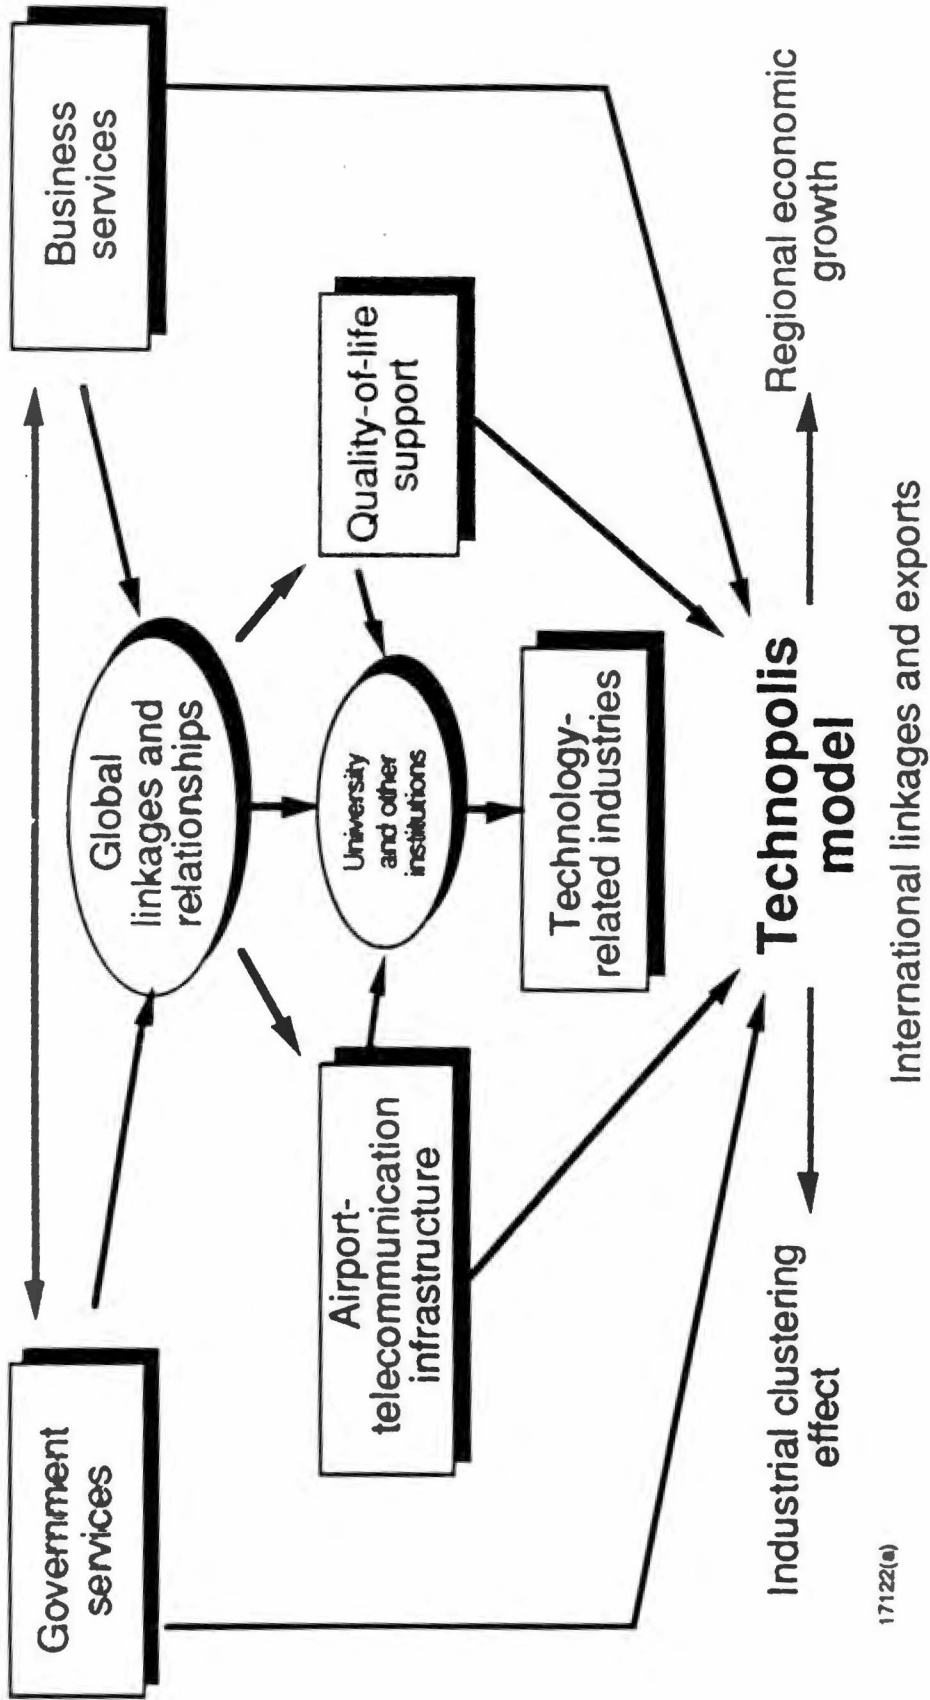 Government
services
Business
services
Global
linkages and
relationships
Airport-
telecommunication
infrastructure
University
and other
institutions
Quality-of-life
support
Technology-
related industries
Technopolis
model
Industrial clustering
effect
Regional economic
growth
International linkages and exports
17122(a)